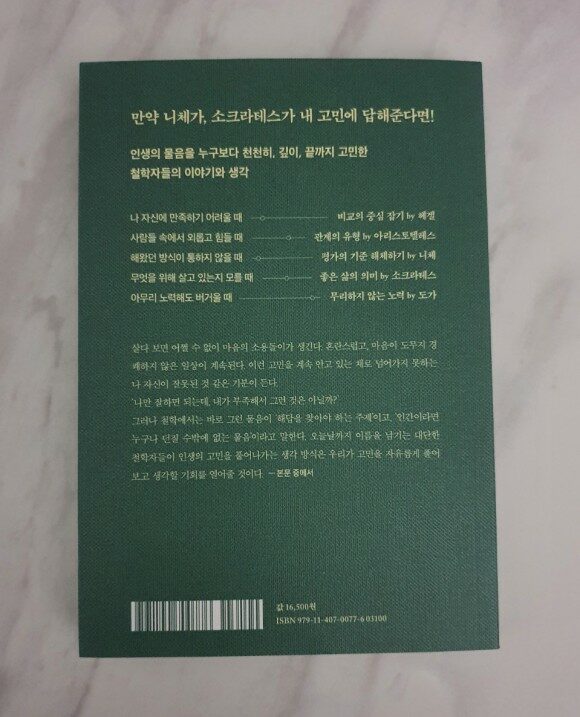 만약 니체가, 소크라테스가 내 고민에 답해준다면!
인생의 물음을 누구보다 천천히, 깊이, 끝까지 고민한
철학자들의 이야기와 생각
나 자신에 만족하기 어려울 때 비교의 중심 잡기 by 헤겔
사람들 속에서 외롭고 힘들 때 관계의 유형 by 아리스토텔레스
해왔던 방식이 통하지 않을 때 평가의 기준 해체하기 by 니체
무엇을 위해 살고 있는지 모를 때 좋은 삶의 의미 by 소크라테스
아무리 노력해도 버거울 때 무리하지 않는 노력 by 도가
살다 보면 어쩔 수 없이 마음의 소용돌이가 생긴다. 혼란스럽고, 마음이 도무지 경
쾌하지 않은 일상이 계속된다. 이런 고민을 계속 안고 있는 채로 넘어가지 못하는
나 자신이 잘못된 것 같은 기분이 든다.
'나만 잘하면 되는데, 내가 부족해서 그런 것은 아닐까?'
그러나 철학에서는 바로 그런 물음이 '해답을 찾아야 하는 주제'이고, '인간이라면
누구나 던질 수밖에 없는 물음'이라고 말한다. 오늘날까지 이름을 남기는 대단한
철학자들이 인생의 고민을 풀어나가는 생각 방식은 우리가 고민을 자유롭게 풀어
보고 생각할 기회를 열어줄 것이다. ─본문 중에서
값 16,500원
ISBN 979-11-407-0077-6 03100